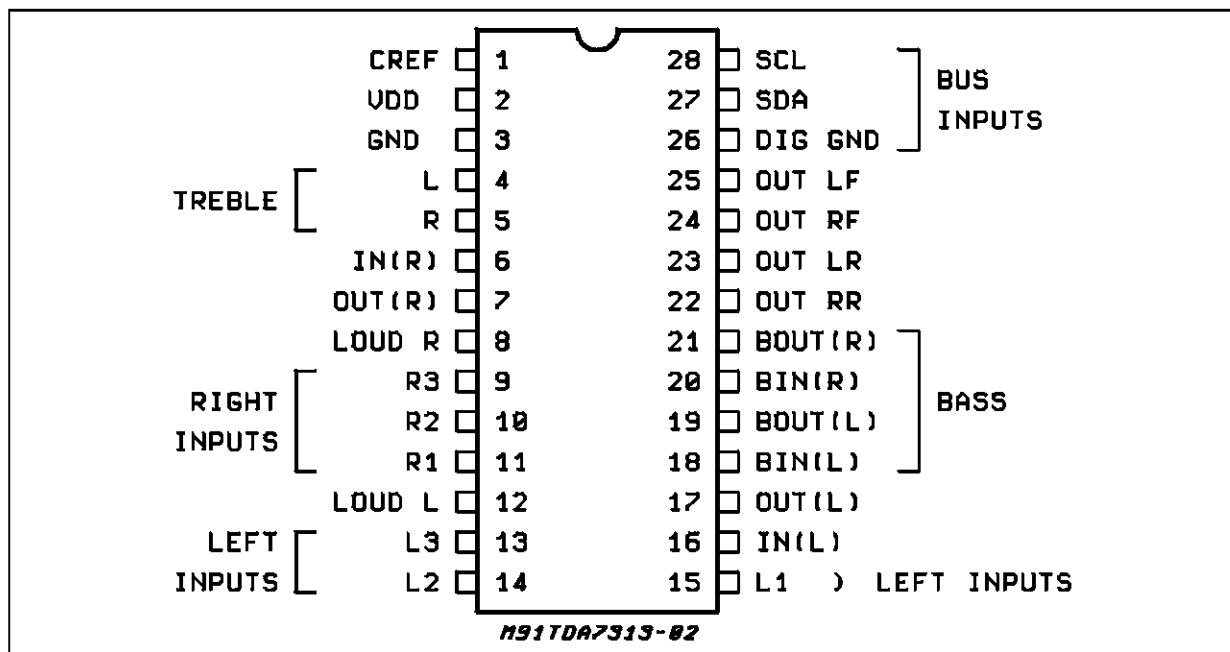 CREF 1 28 SCL
VDD 2 27 SDA
GND 3 26 DIG GND
BUS
INPUTS
L 4 25 OUT LF
TREBLE
R 5 24 OUT RF
IN(R) 6 23 OUT LR
OUT(R) 7 22 OUT RR
LOUD R 8 21 BOUT(R)
R3 9 20 BIN(R)
RIGHT
INPUTS
BASS
R2 10 19 BOUT(L)
R1 11 18 BIN(L)
LOUD L 12 17 OUT(L)
LEFT
INPUTS
L3 13 16 IN(L)
L2 14 15 L1 ) LEFT INPUTS
M91TDA7313-02